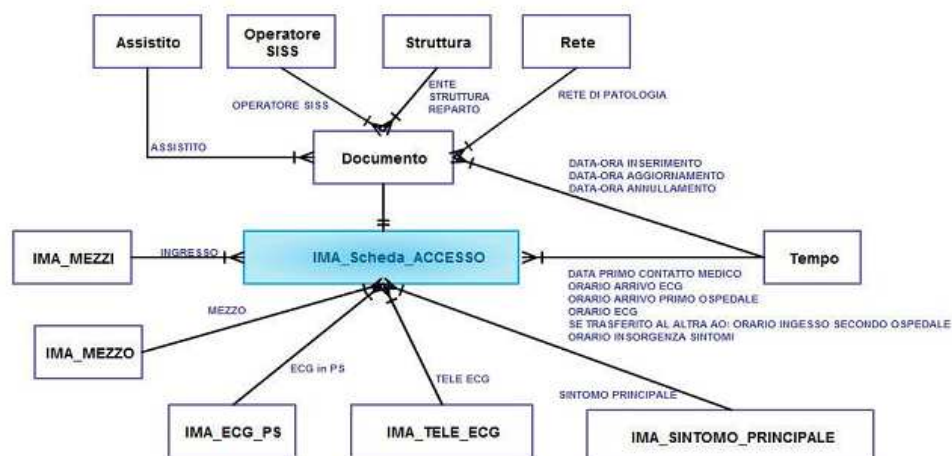 Assistito
Operatore
SISS
Struttura
Rete
OPERATORE SISS
ENTE
STRUTTURA
REPARTO
RETE DI PATOLOGIA
ASSISTITO
Documento
DATA-ORA INSERIMENTO
DATA-ORA AGGIORNAMENTO
DATA-ORA ANNULLAMENTO
IMA_MEZZI
INGRESSO
IMA_Scheda_ACCESSO
Tempo
DATA PRIMO CONTATTO MEDICO
ORARIO ARRIVO ECG
ORARIO ARRIVO PRIMO OSPEDALE
ORARIO ECG
SE TRASFERITO AL ALTRA AO: ORARIO INGESSO SECONDO OSPEDALE
ORARIO INSORGENZA SINTOMI
MEZZO
IMA_MEZZO
ECG in PS
TELE ECG
SINTOMO PRINCIPALE
IMA_ECG_PS
IMA_TELE_ECG
IMA_SINTOMO_PRINCIPALE